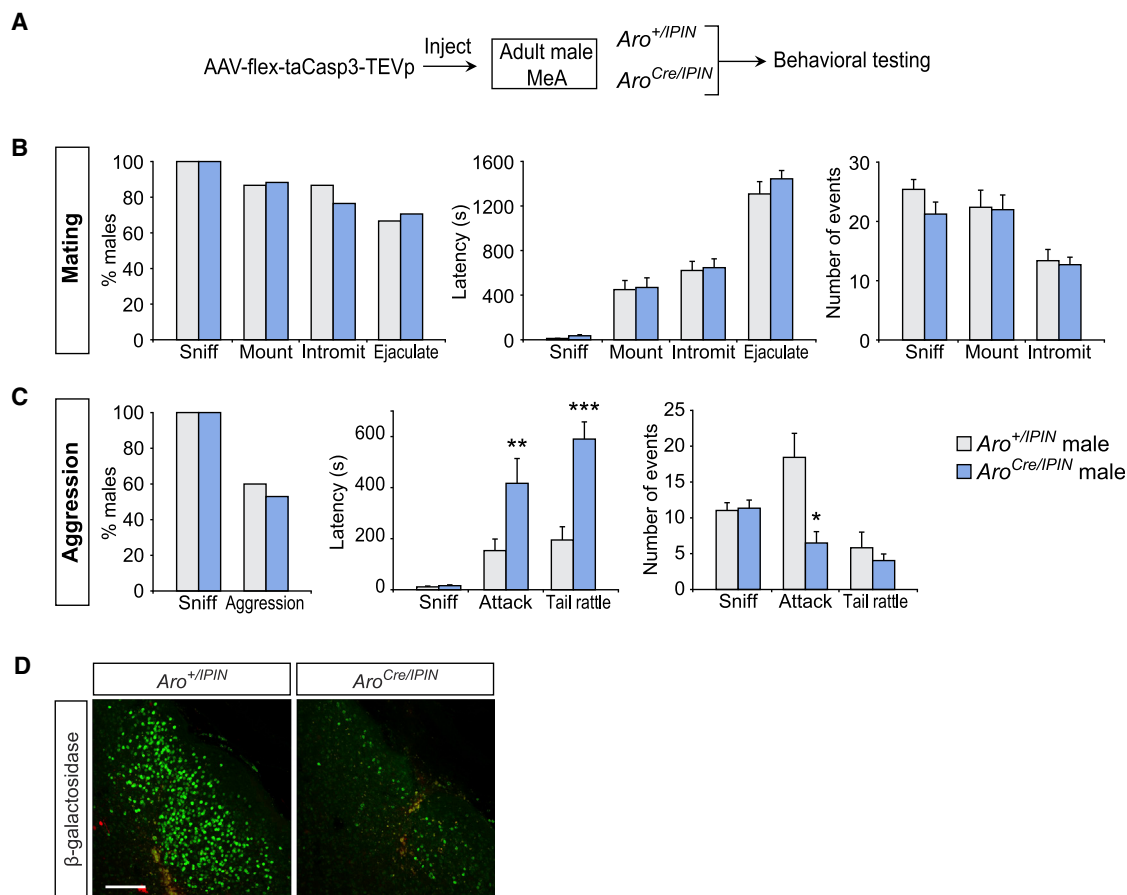 A
AAV-flex-taCasp3-TEVp
Inject
Adult male
MeA
Aro+/IPIN
AroCre/IPIN
Behavioral testing
B
Mating
% males
100
80
60
40
20
0
Sniff
Mount
Intromit
Ejaculate
Latency (s)
1600
1200
800
400
0
Sniff
Mount
Intromit
Ejaculate
Number of events
30
20
10
0
Sniff
Mount
Intromit
C
Aggression
% males
100
80
60
40
20
0
Sniff
Aggression
Latency (s)
600
400
200
0
**
***
Sniff
Attack
Tail rattle
Number of events
25
20
15
10
5
0
*
Sniff
Attack
Tail rattle
Aro+/IPIN male
AroCre/IPIN male
D
Aro+/IPIN
AroCre/IPIN
β-galactosidase